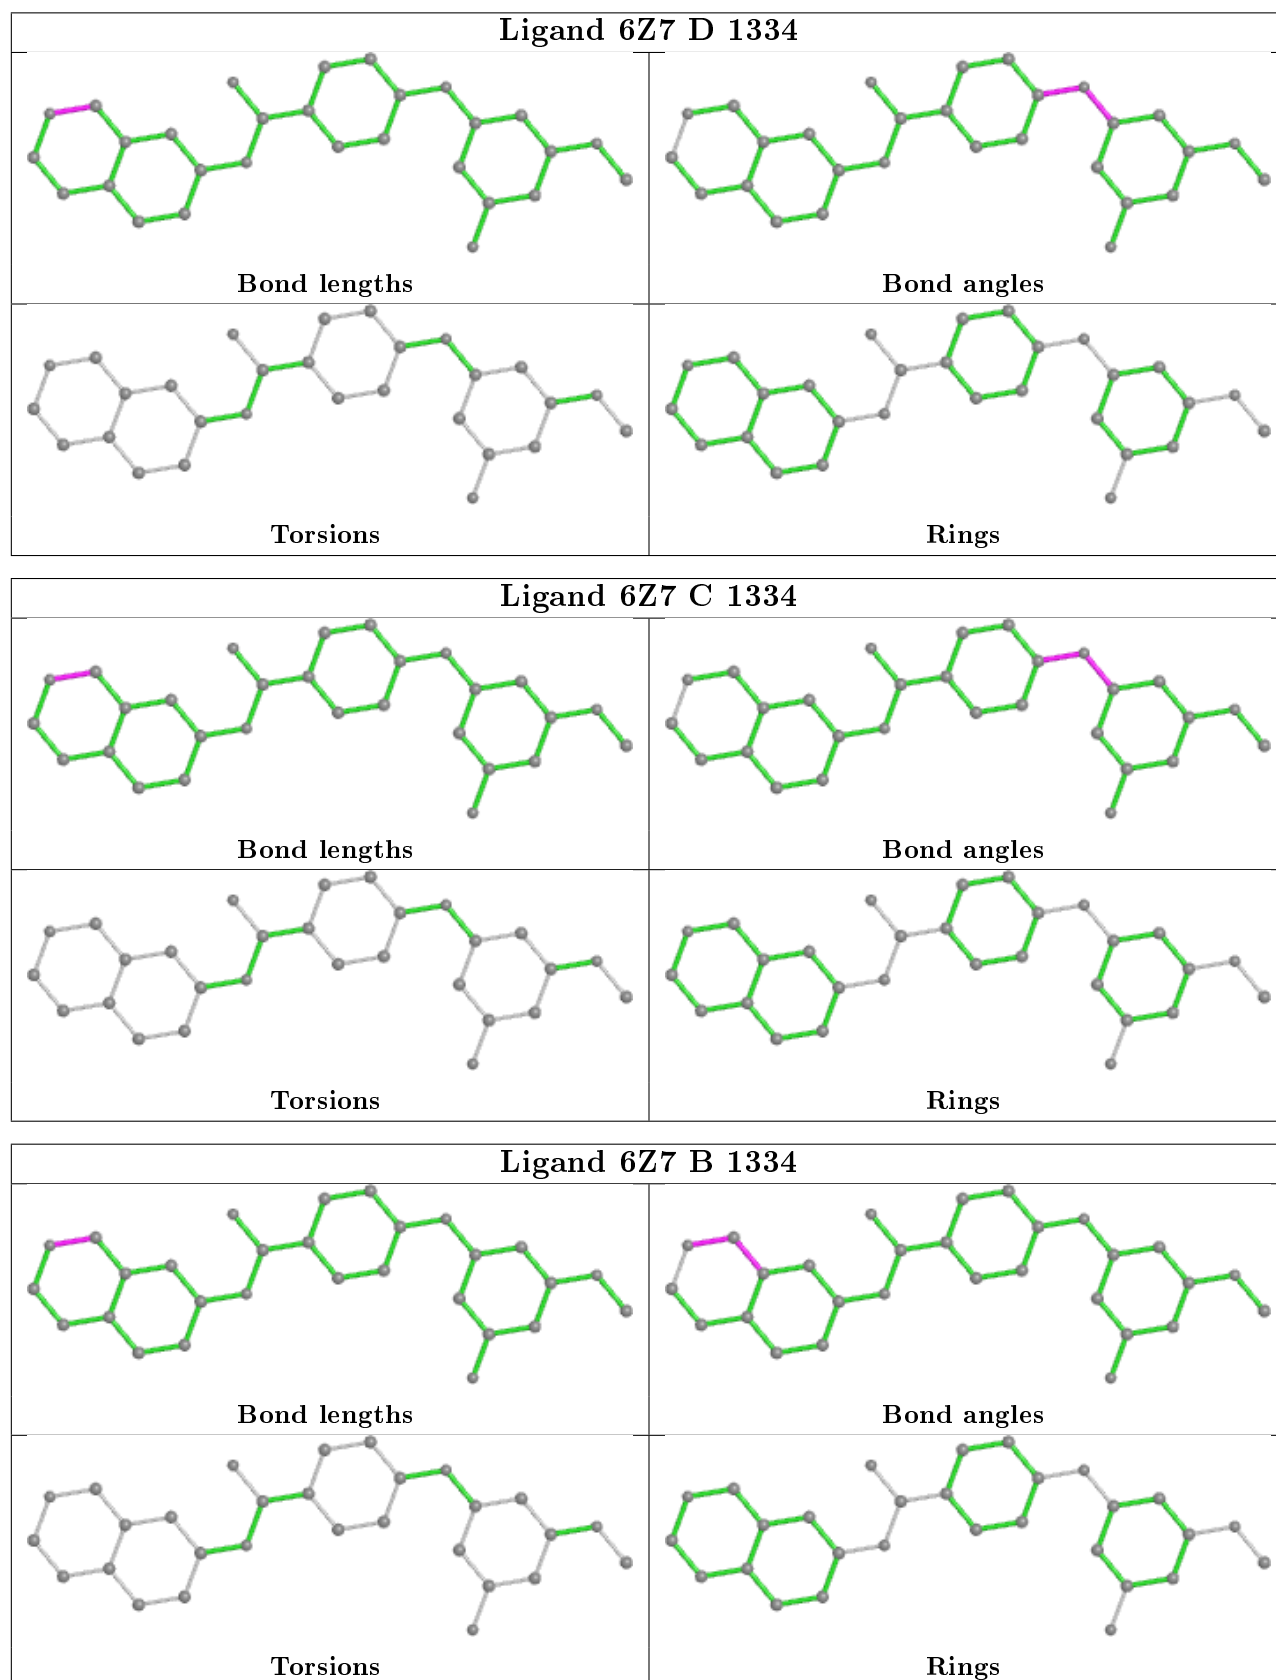 Ligand 6Z7 D 1334
Bond lengths
Bond angles
Torsions
Rings
Ligand 6Z7 C 1334
Bond lengths
Bond angles
Torsions
Rings
Ligand 6Z7 B 1334
Bond lengths
Bond angles
Torsions
Rings